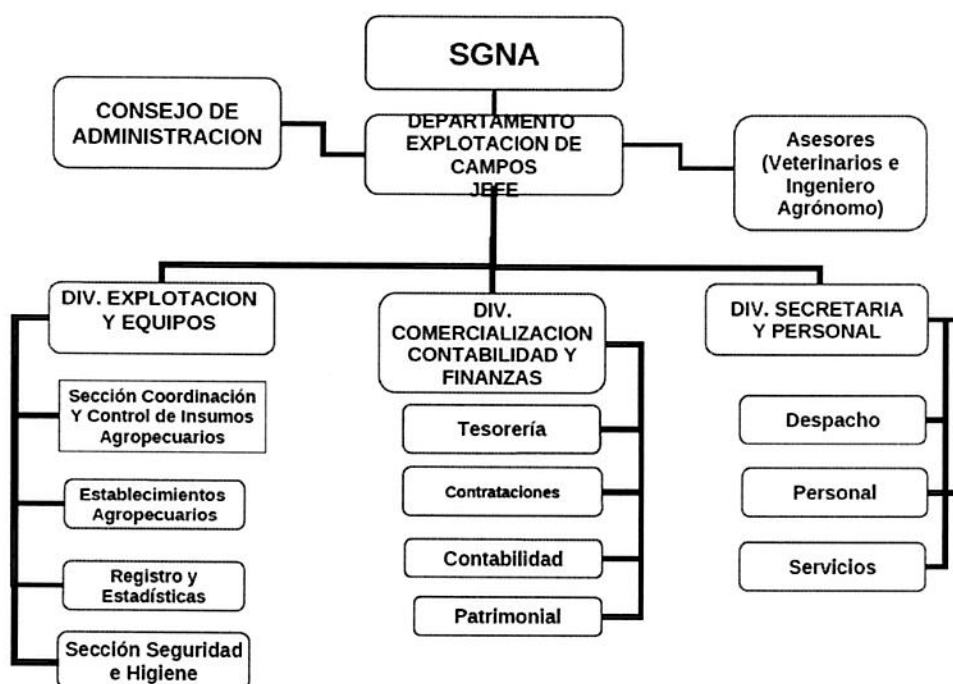 SGNA
CONSEJO DE
ADMINISTRACION
DEPARTAMENTO
EXPLOTACION DE
CAMPOS
JEFE
Asesores
(Veterinarios e
Ingeniero
Agrónomo)
DIV. EXPLOTACION
Y EQUIPOS
Sección Coordinación
Y Control de Insumos
Agropecuarios
Establecimientos
Agropecuarios
Registro y
Estadísticas
Sección Seguridad
e Higiene
DIV.
COMERCIALIZACION
CONTABILIDAD Y
FINANZAS
Tesorería
Contrataciones
Contabilidad
Patrimonial
DIV. SECRETARIA
Y PERSONAL
Despacho
Personal
Servicios